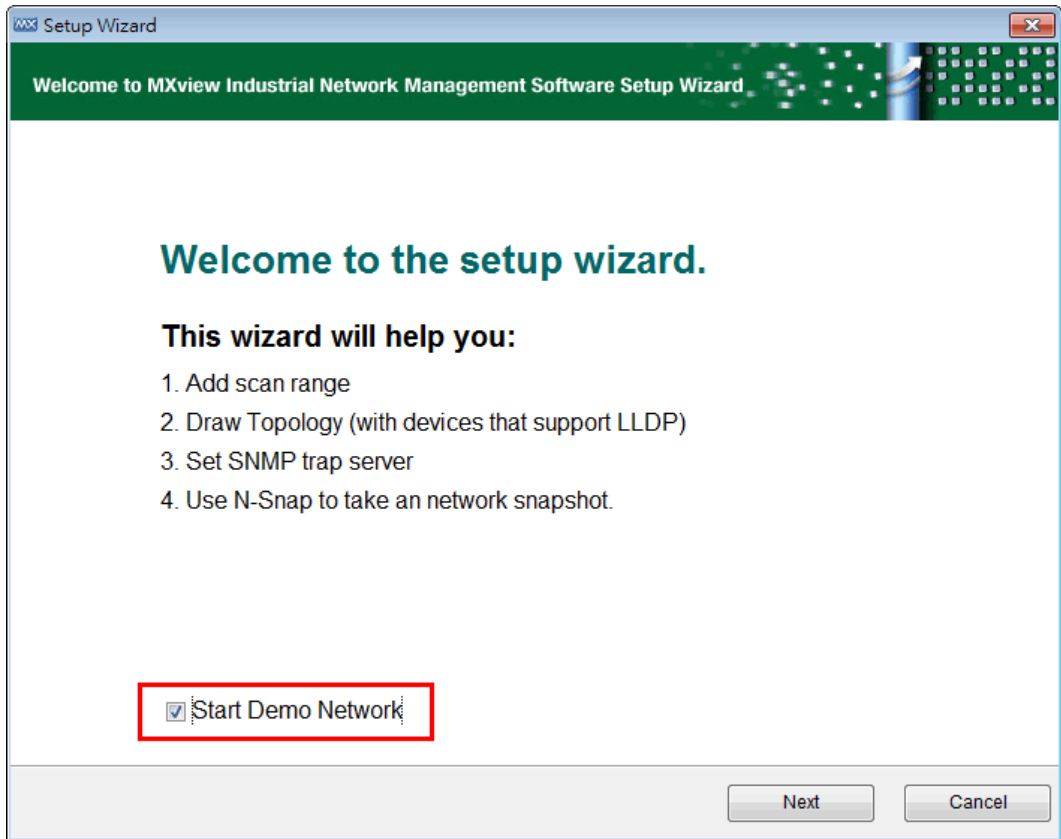 MXX Setup Wizard
Welcome to MXview Industrial Network Management Software Setup Wizard
Welcome to the setup wizard.
This wizard will help you:
1. Add scan range
2. Draw Topology (with devices that support LLDP)
3. Set SNMP trap server
4. Use N-Snap to take an network snapshot.
Start Demo Network
Next Cancel